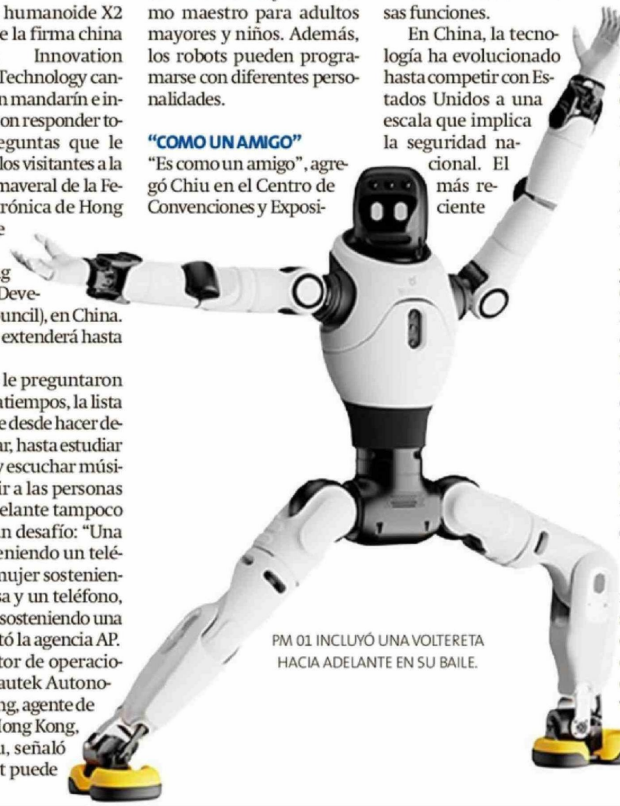 humanoide X2
e la firma china
Innovation
Technology can-
n mandarín e in-
on responder to-
eguntas que le
los visitantes a la
maveral de la Fe-
rónica de Hong
e
g
Deve-
uncil), en China.
extenderá hasta
le preguntaron
atiempos, la lista
e desde hacer de-
ar, hasta estudiar
y escuchar músi-
ir a las personas
elante tampoco
n desafío: “Una
eniendo un telé-
mujer sostenien-
sa y un teléfono,
sosteniendo una
tó la agencia AP.
tor de operacio-
autek Autono-
ng, agente de
Hong Kong,
u, señaló
t puede
mo maestro para adultos
mayores y niños. Además,
los robots pueden progra-
marse con diferentes perso-
nalidades.
“COMO UN AMIGO”
“Es como un amigo”, agre-
gó Chiu en el Centro de
Convenciones y Exposi-
sas funciones.
En China, la tecno-
logía ha evolucionado
hasta competir con Es-
tados Unidos a una
escala que implica
la seguridad na-
cional. El
más re-
ciente
PM 01 INCLUYÓ UNA VOLTERETA
HACIA ADELANTE EN SU BAILE.